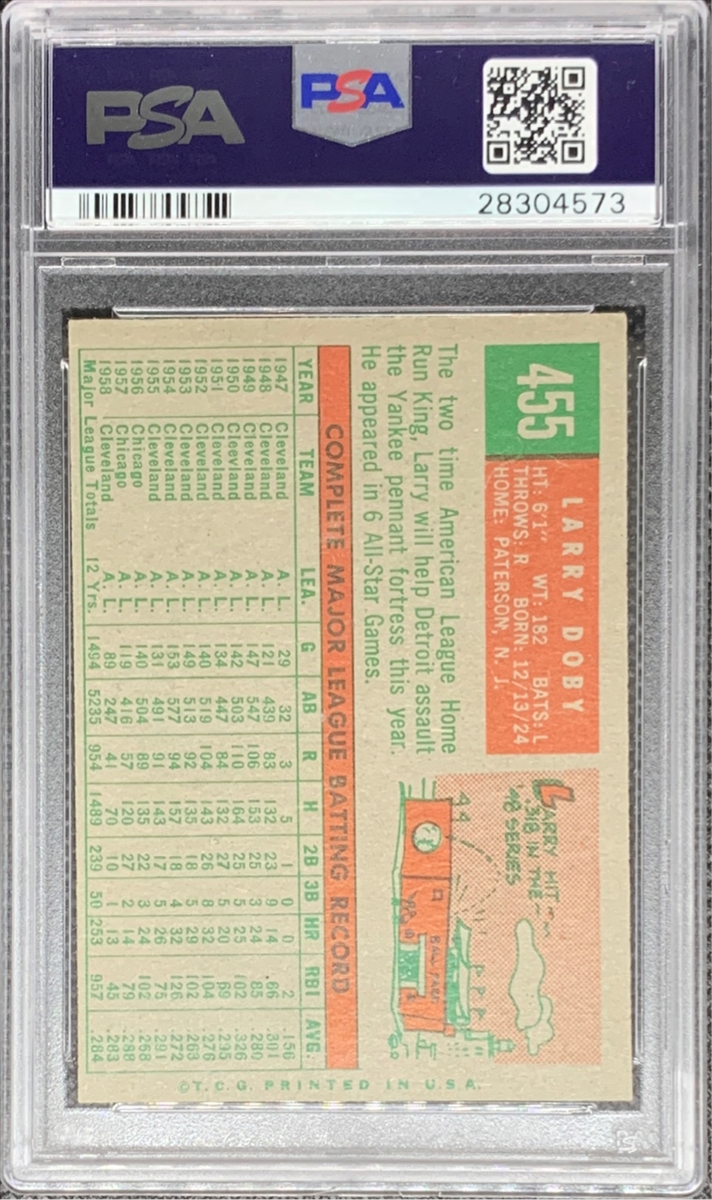 PSA
PSA
28304573
455
LARRY DOBY
HT: 6'1" WT: 182 BATS: L
THROWS: R BORN: 12/13/24
HOME: PATERSON, N. J.
The two time American League Home
Run King, Larry will help Detroit assault
the Yankee pennant fortress this year.
He appeared in 6 All-Star Games.
LARRY HIT
.318 IN THE
'48 SERIES
BALL PARK
COMPLETE MAJOR LEAGUE BATTING RECORD
YEAR TEAM LEA. G AB R H 2B 3B HR RBI AVG.
1947 Cleveland A. L. 29 32 3 5 1 0 0 2 .156
1948 Cleveland A. L. 121 439 83 132 23 9 14 66 .301
1949 Cleveland A. L. 147 547 106 153 25 3 24 85 .280
1950 Cloevland A. L. 142 503 110 164 25 5 25 102 .326
1951 Cleveland A. L. 134 447 84 132 27 5 20 69 .295
1952 Cleveland A. L. 140 519 104 143 26 8 32 104 .276
1953 Cleveland A. L. 149 513 92 135 18 5 29 102 .263
1954 Cleveland A. L. 153 577 94 157 18 4 32 126 .272
1955 Cleveland A. L. 131 491 91 143 17 5 26 75 .291
1956 Chicago A. L. 140 504 89 135 22 3 24 102 .268
1957 Chicago A. L. 119 416 57 120 27 2 14 79 .288
1958 Cleveland A. L. 89 247 41 70 10 1 13 45 .283
Major League Totals 12 Yrs. 1494 5235 954 1489 239 50 253 957 .284
©T.C.G. PRINTED IN U.S.A.